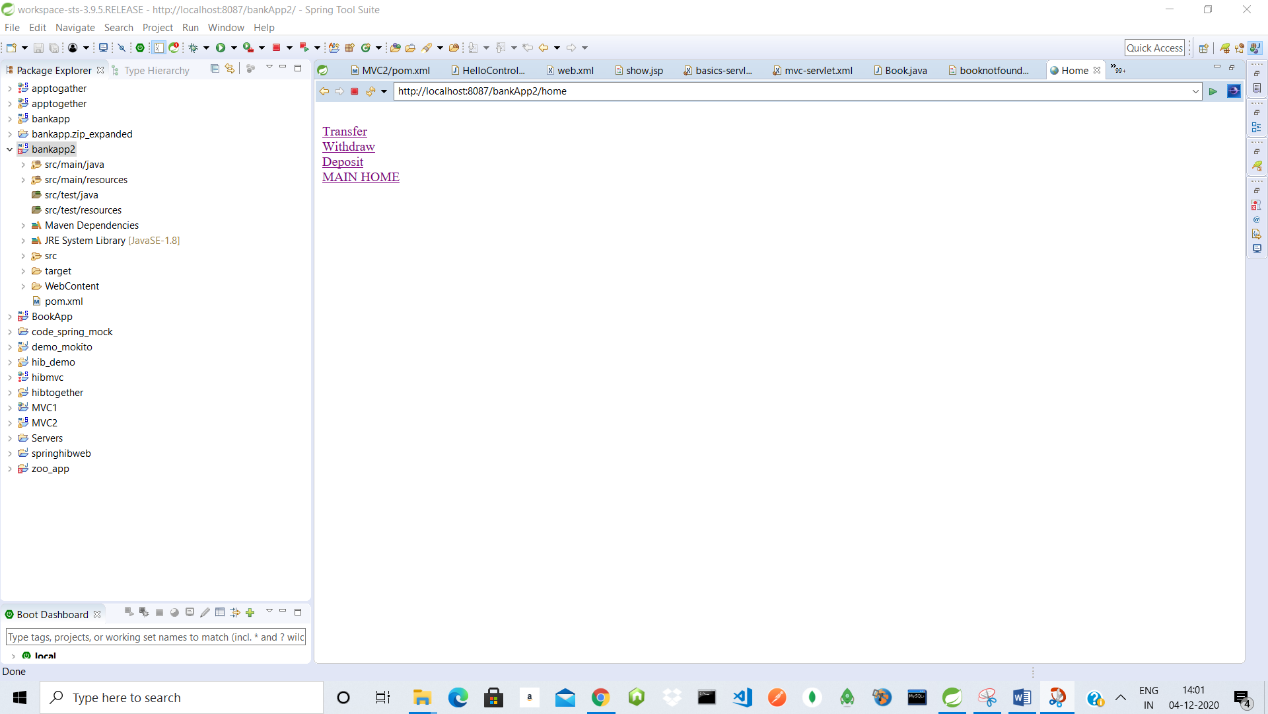 workspace-sts-3.9.5.RELEASE - http://localhost:8087/bankApp2/ - Spring Tool Suite
File Edit Navigate Search Project Run Window Help
Quick Access
Package Explorer Type Hierarchy
MVC2/pom.xml HelloControl... web.xml show.jsp basics-servl... mvc-servlet.xml Book.java booknotfound... Home
http://localhost:8087/bankApp2/home
Transfer
Withdraw
Deposit
MAIN HOME
apptogather
apptogether
bankapp
bankapp.zip_expanded
bankapp2
src/main/java
src/main/resources
src/test/java
src/test/resources
Maven Dependencies
JRE System Library [JavaSE-1.8]
src
target
WebContent
pom.xml
BookApp
code_spring_mock
demo_mokito
hib_demo
hibmvc
hibtogether
MVC1
MVC2
Servers
springhibweb
zoo_app
Boot Dashboard
Type tags, projects, or working set names to match (incl. * and ? wilc
local
Done
Type here to search
ENG
IN
14:01
04-12-2020
4